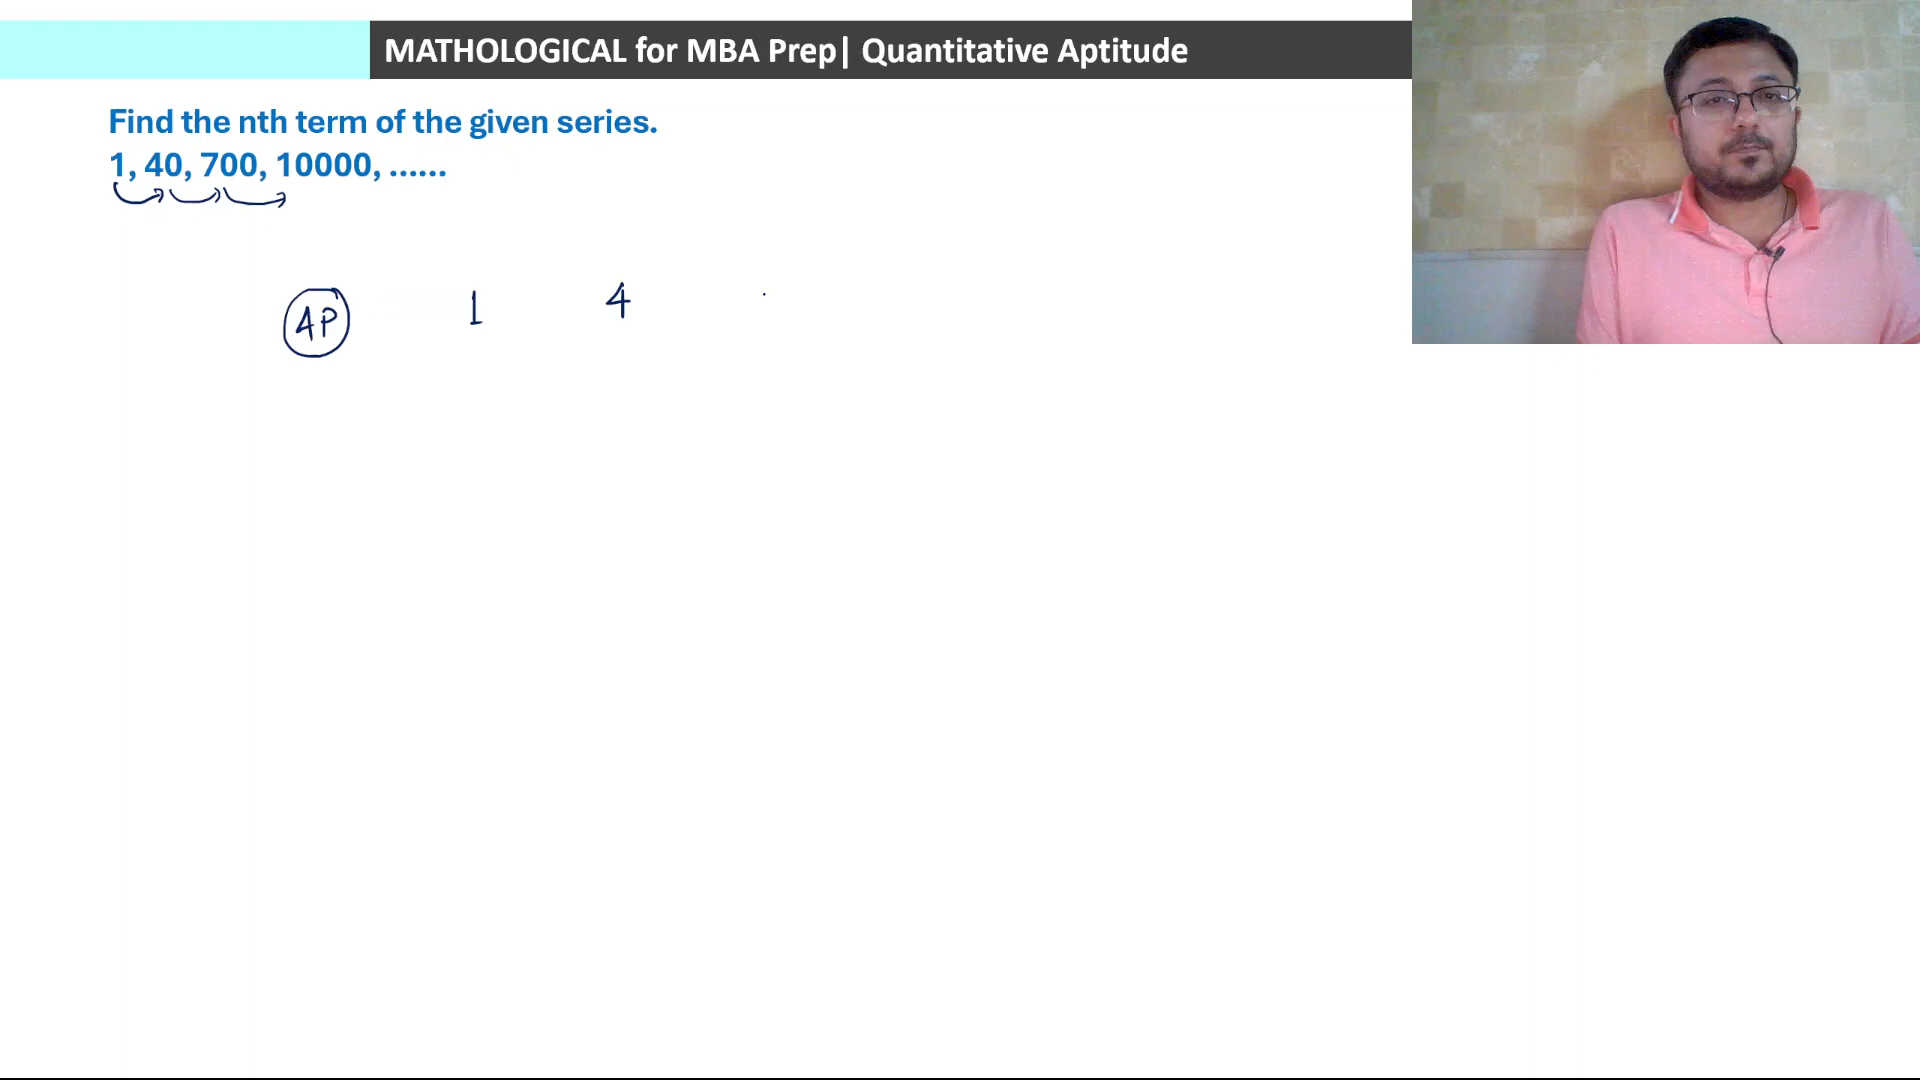 MATHOLOGICAL for MBA Prep| Quantitative Aptitude
Find the nth term of the given series.
1, 40, 700, 10000, ......
AP 1 4